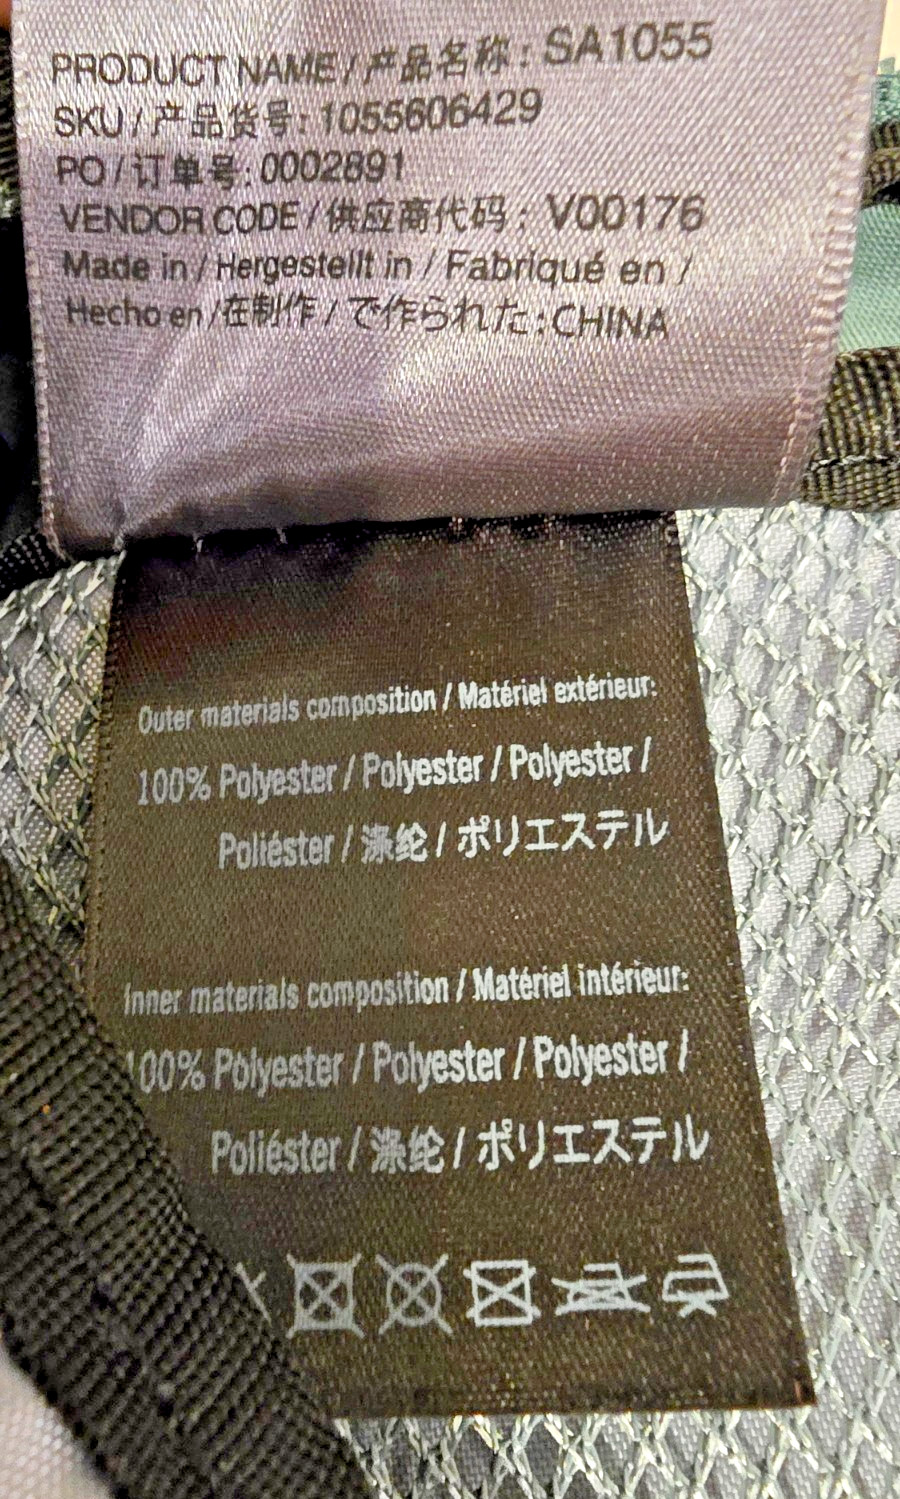 PRODUCT NAME / 产品名称 : SA1055
SKU / 产品货号: 1055606429
PO / 订单号: 0002891
VENDOR CODE / 供应商代码 : V00176
Made in / Hergestellt in / Fabriqué en /
Hecho en /在制作 / で作られた:CHINA
Outer materials composition / Matériel extérieur:
100% Polyester / Polyester / Polyester /
Poliéster / 涤纶 / ポリエステル
Inner materials composition / Matériel intérieur:
100% Polyester / Polyester / Polyester /
Poliéster / 涤纶 / ポリエステル